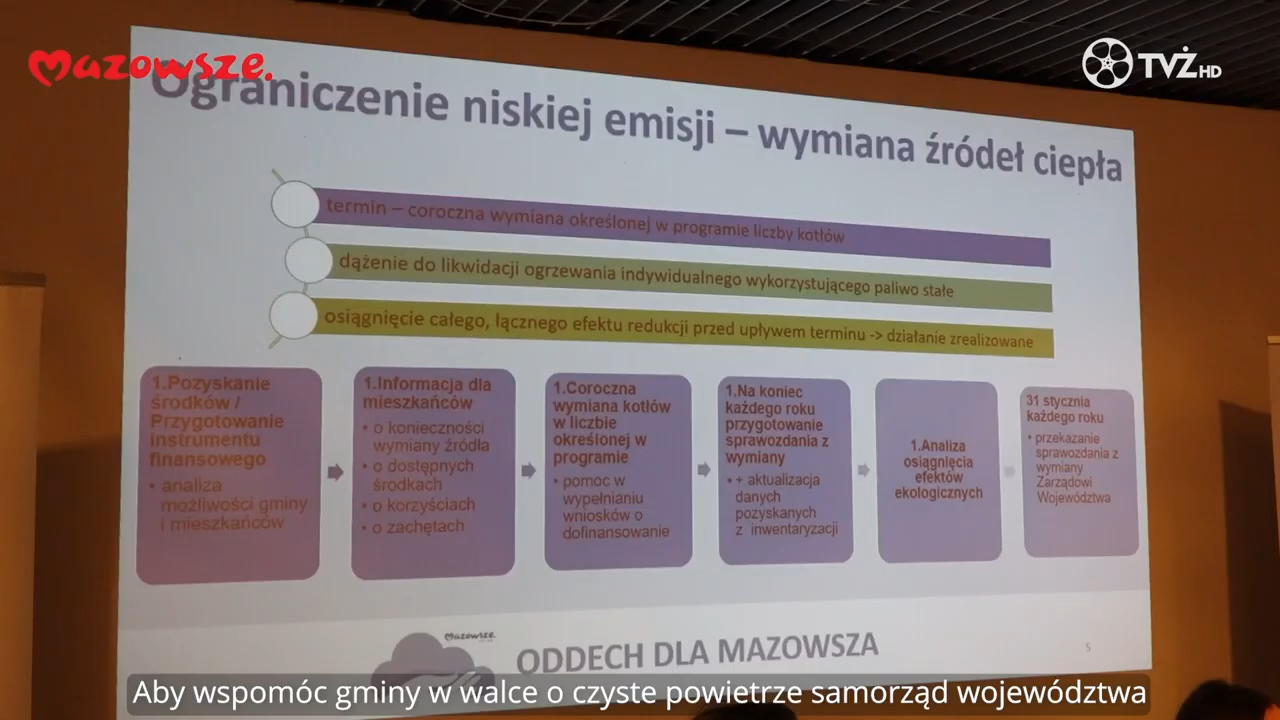 Mazowsze.
TVŻ HD
Ograniczenie niskiej emisji – wymiana źródeł ciepła
termin – coroczna wymiana określonej w programie liczby kotłów
dążenie do likwidacji ogrzewania indywidualnego wykorzystującego paliwo stałe
osiągnięcie całego, łącznego efektu redukcji przed upływem terminu -> działanie zrealizowane
1.Pozyskanie
środków /
Przygotowanie
instrumentu
finansowego
• analiza
możliwości gminy
i mieszkańców
1.Informacja dla
mieszkańców
• o konieczności
wymiany źródła
• o dostępnych
środkach
• o korzyściach
• o zachętach
1.Coroczna
wymiana kotłów
w liczbie
określonej w
programie
• pomoc w
wypełnianiu
wniosków o
dofinansowanie
1.Na koniec
każdego roku
przygotowanie
sprawozdania z
wymiany
• + aktualizacja
danych
pozyskanych
z inwentaryzacji
1.Analiza
osiągnięcia
efektów
ekologicznych
31 stycznia
każdego roku
• przekazanie
sprawozdania z
wymiany
Zarządowi
Województwa
Mazowsze.
ODDECH DLA MAZOWSZA
5
Aby wspomóc gminy w walce o czyste powietrze samorząd województwa